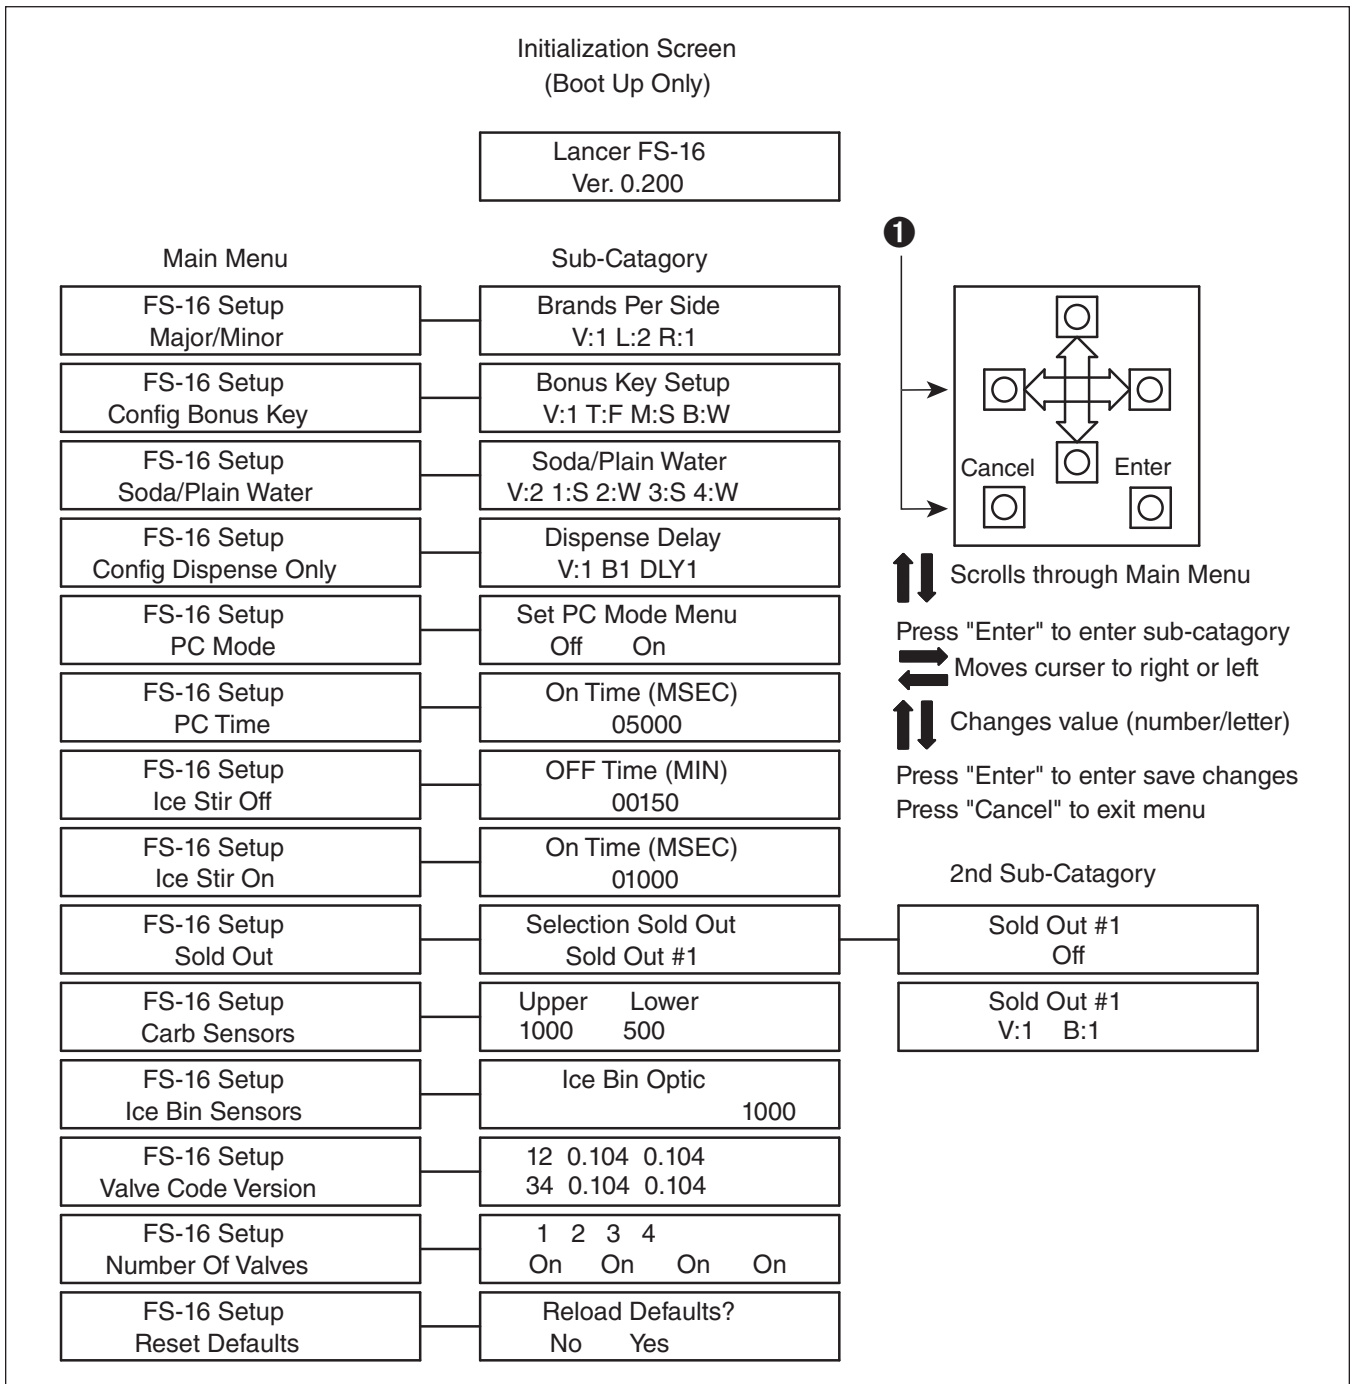 Initialization Screen
(Boot Up Only)
Lancer FS-16
Ver. 0.200
Main Menu
Sub-Catagory
FS-16 Setup
Major/Minor
Brands Per Side
V:1 L:2 R:1
FS-16 Setup
Config Bonus Key
Bonus Key Setup
V:1 T:F M:S B:W
FS-16 Setup
Soda/Plain Water
Soda/Plain Water
V:2 1:S 2:W 3:S 4:W
FS-16 Setup
Config Dispense Only
Dispense Delay
V:1 B1 DLY1
FS-16 Setup
PC Mode
Set PC Mode Menu
Off On
FS-16 Setup
PC Time
On Time (MSEC)
05000
FS-16 Setup
Ice Stir Off
OFF Time (MIN)
00150
FS-16 Setup
Ice Stir On
On Time (MSEC)
01000
FS-16 Setup
Sold Out
Selection Sold Out
Sold Out #1
FS-16 Setup
Carb Sensors
Upper Lower
1000 500
FS-16 Setup
Ice Bin Sensors
Ice Bin Optic
1000
FS-16 Setup
Valve Code Version
12 0.104 0.104
34 0.104 0.104
FS-16 Setup
Number Of Valves
1 2 3 4
On On On On
FS-16 Setup
Reset Defaults
Reload Defaults?
No Yes
1
Cancel
Enter
Scrolls through Main Menu
Press "Enter" to enter sub-catagory
Moves curser to right or left
Changes value (number/letter)
Press "Enter" to enter save changes
Press "Cancel" to exit menu
2nd Sub-Catagory
Sold Out #1
Off
Sold Out #1
V:1 B:1